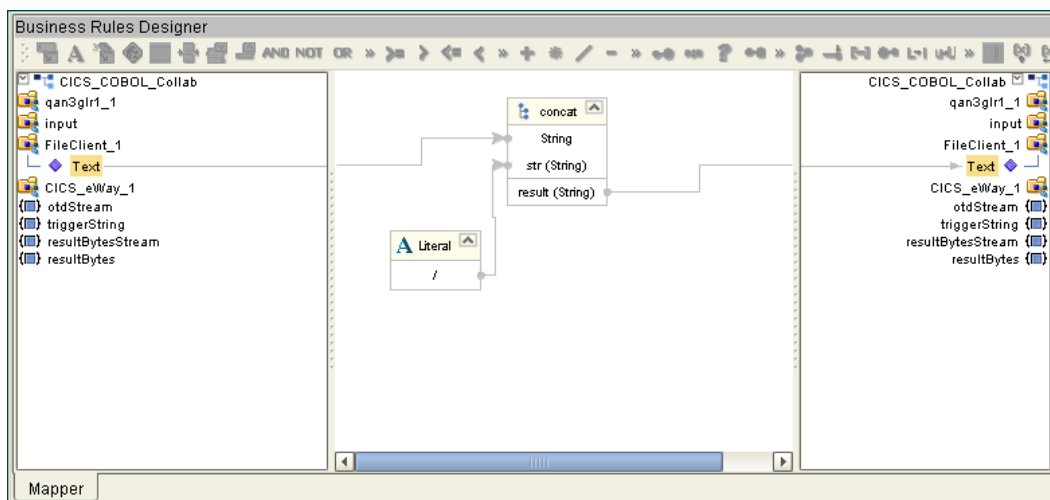 Business Rules Designer
A AND NOT OR » >= > <= < » + * / - » ? » »
CICS_COBOL_Collab
qan3glr1_1
input
FileClient_1
Text
CICS_eWay_1
otdStream
triggerString
resultBytesStream
resultBytes
concat
String
str (String)
result (String)
A Literal
/
CICS_COBOL_Collab
qan3glr1_1
input
FileClient_1
Text
CICS_eWay_1
otdStream
triggerString
resultBytesStream
resultBytes
Mapper